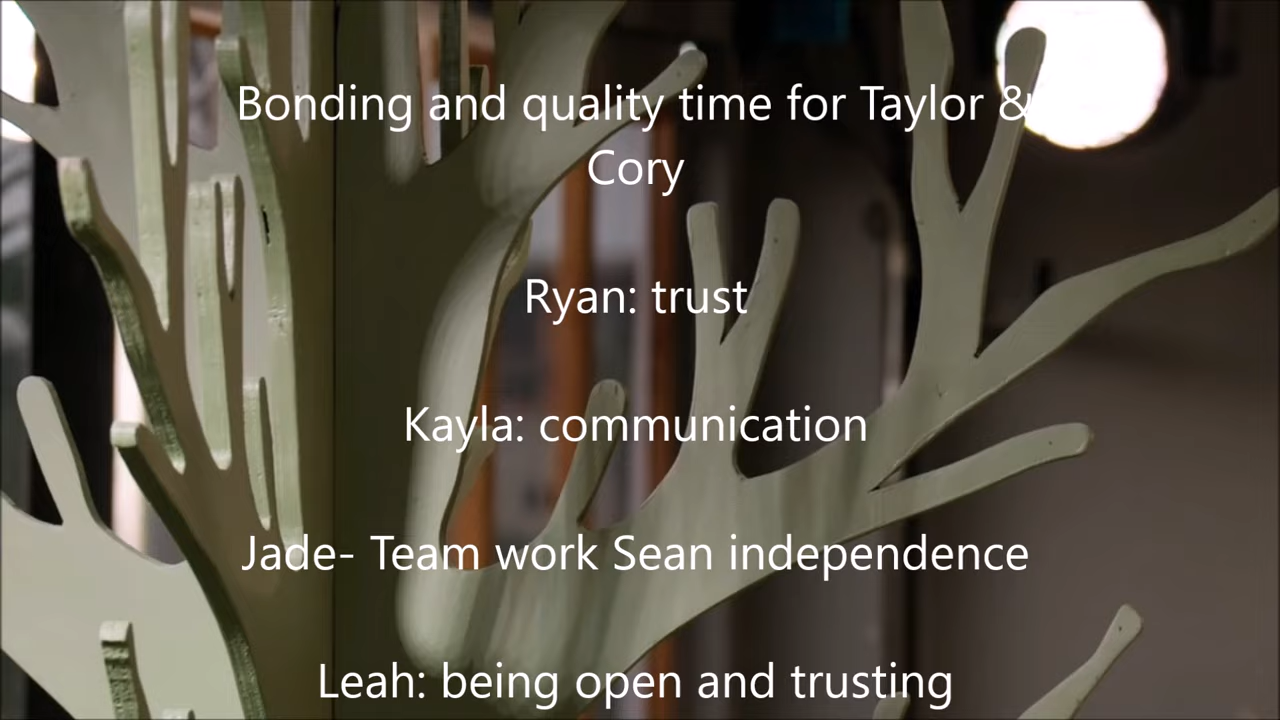 Bonding and quality time for Taylor &
Cory
Ryan: trust
Kayla: communication
Jade- Team work Sean independence
Leah: being open and trusting